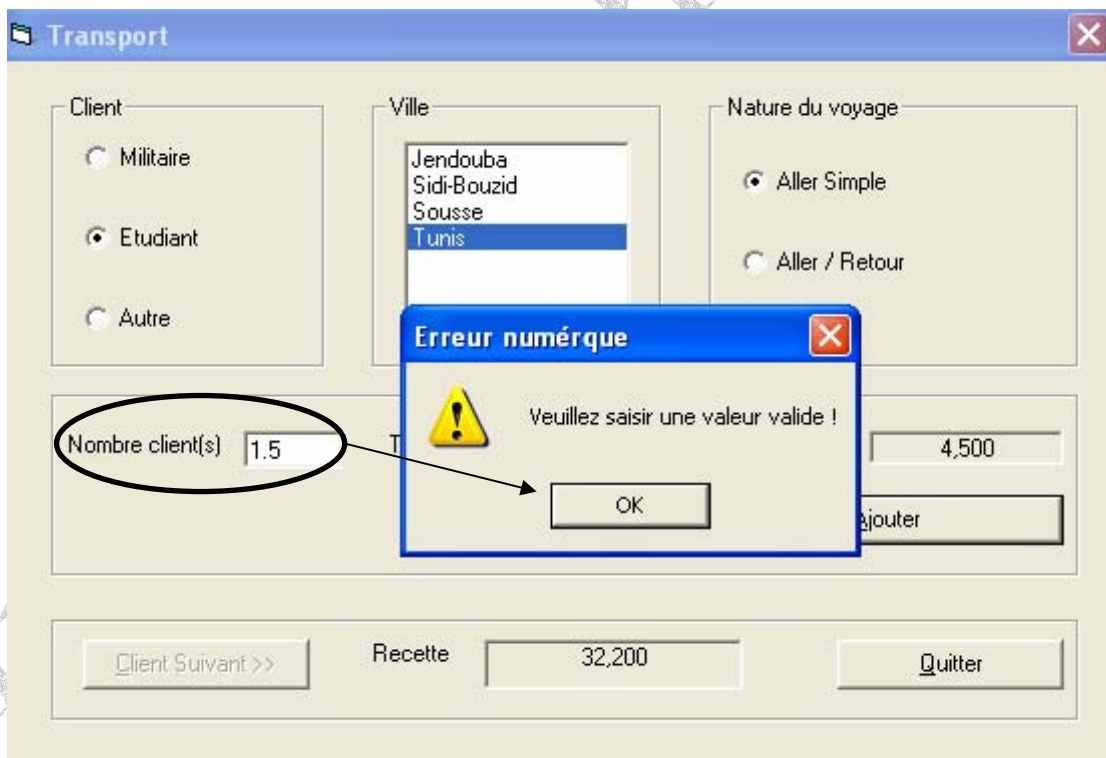 Transport
Client
Militaire
Etudiant
Autre
Ville
Jendouba
Sidi-Bouzid
Sousse
Tunis
Nature du voyage
Aller Simple
Aller / Retour
Erreur numérque
Veuillez saisir une valeur valide !
OK
Nombre client(s) 1.5
T
4,500
Ajouter
Client Suivant >>
Recette 32,200
Quitter